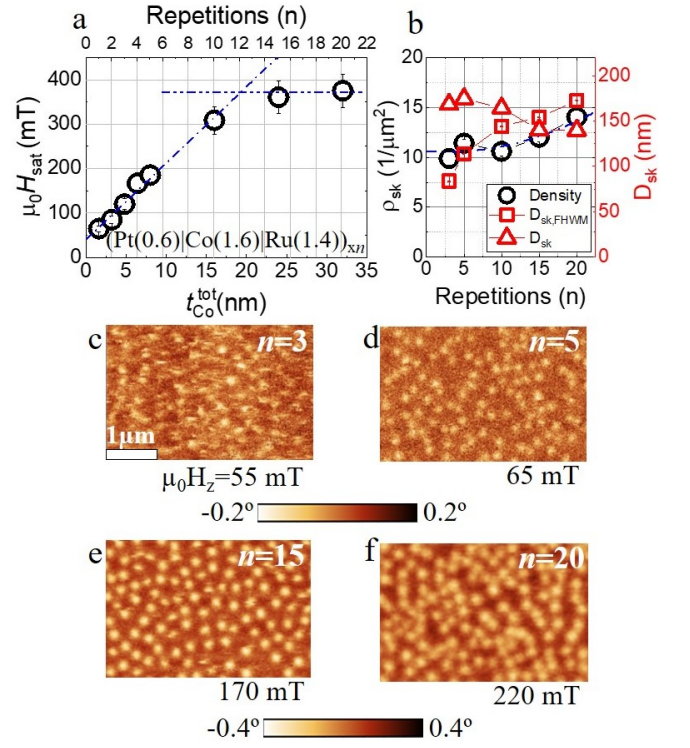 a
Repetitions (n)
0 2 4 6 8 10 12 14 16 18 20 22
400
300
200
100
0
μ0Hsat (mT)
(Pt(0.6)|Co(1.6)|Ru(1.4))xn
0 5 10 15 20 25 30 35
tCo^tot(nm)
b
20
15
10
5
0
ρsk (1/μm²)
200
150
100
50
0
Dsk (nm)
Density
Dsk,FHWM
Dsk
0 5 10 15 20
Repetitions (n)
c
n=3
1μm
μ0Hz=55 mT
d
n=5
65 mT
-0.2º 0.2º
e
n=15
170 mT
f
n=20
220 mT
-0.4º 0.4º